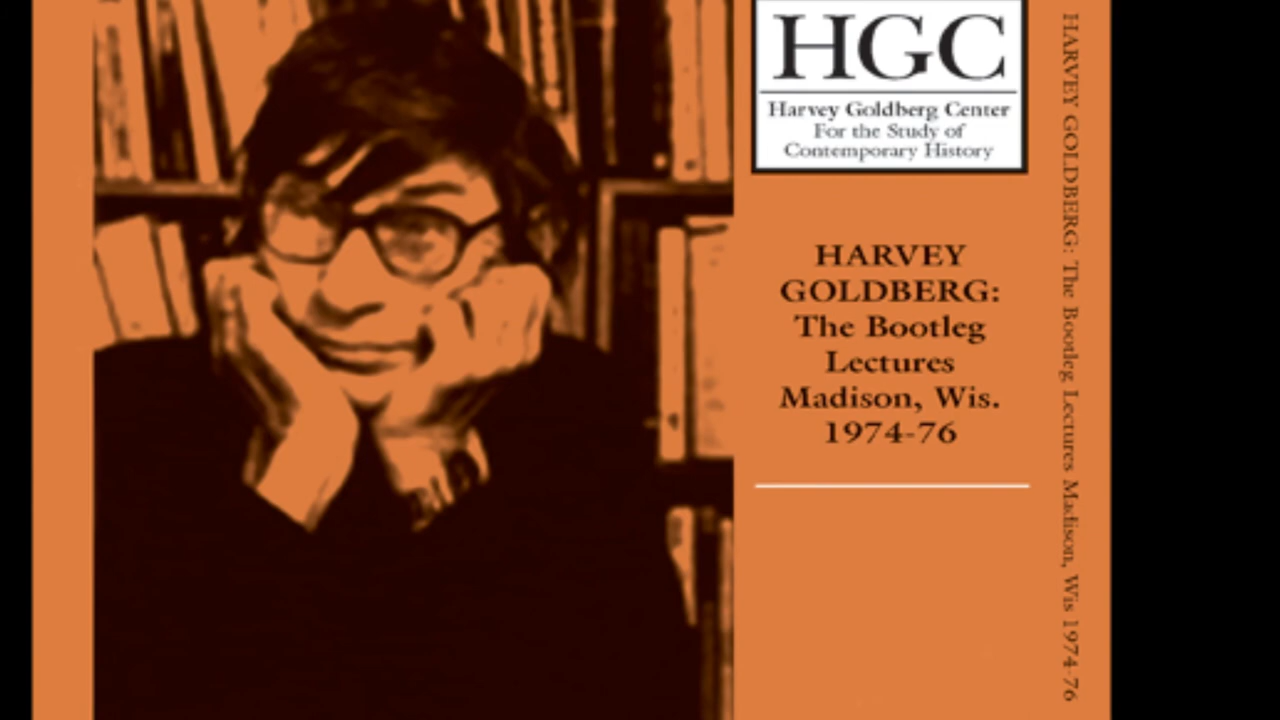 HGC
Harvey Goldberg Center
For the Study of
Contemporary History
HARVEY
GOLDBERG:
The Bootleg
Lectures
Madison, Wis.
1974-76
HARVEY GOLDBERG: The Bootleg Lectures Madison, Wis 1974-76